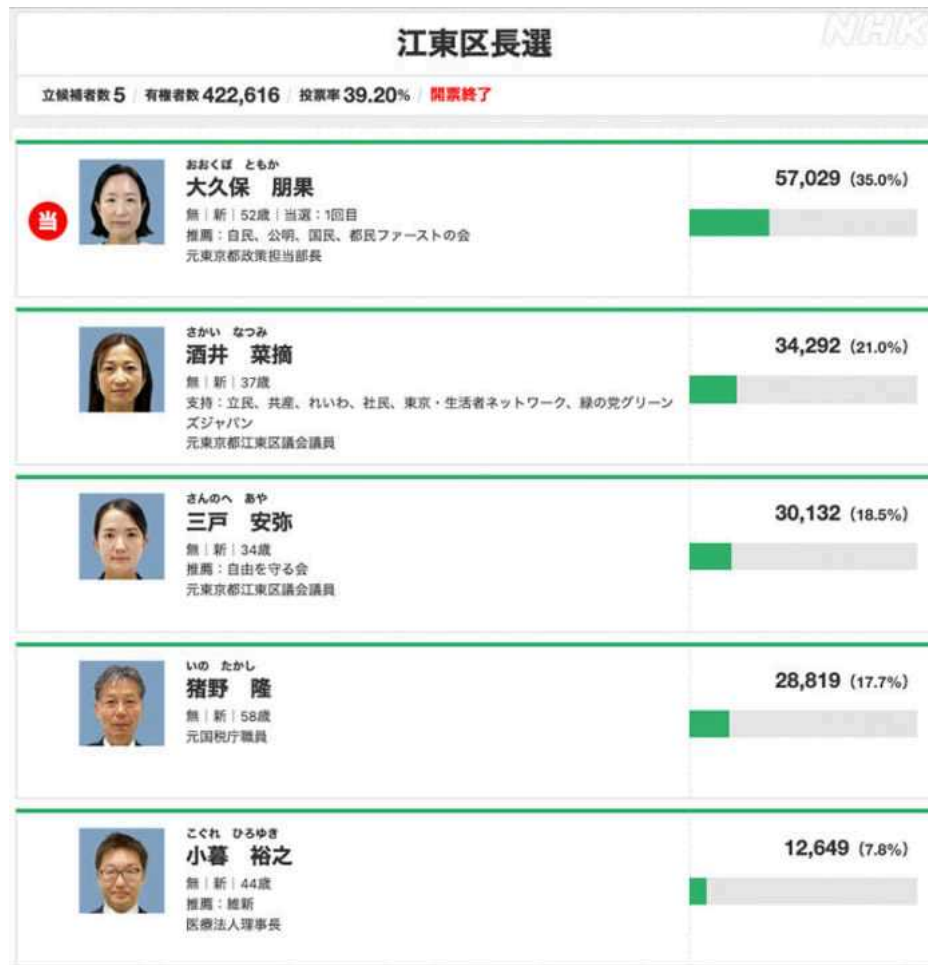 NHK
江東区長選
立候補者数 5 / 有権者数 422,616 / 投票率 39.20% / 開票終了
おおくぼ ともか
大久保 朋果
57,029 (35.0%)
当
無 | 新 | 52歳 | 当選：1回目
推薦：自民、公明、国民、都民ファーストの会
元東京都政策担当部長
さかい なつみ
酒井 菜摘
34,292 (21.0%)
無 | 新 | 37歳
支持：立民、共産、れいわ、社民、東京・生活者ネットワーク、緑の党グリーン
ズジャパン
元東京都江東区議会議員
さんのへ あや
三戸 安弥
30,132 (18.5%)
無 | 新 | 34歳
推薦：自由を守る会
元東京都江東区議会議員
いの たかし
猪野 隆
28,819 (17.7%)
無 | 新 | 58歳
元国税庁職員
こぐれ ひろゆき
小暮 裕之
12,649 (7.8%)
無 | 新 | 44歳
推薦：維新
医療法人理事長